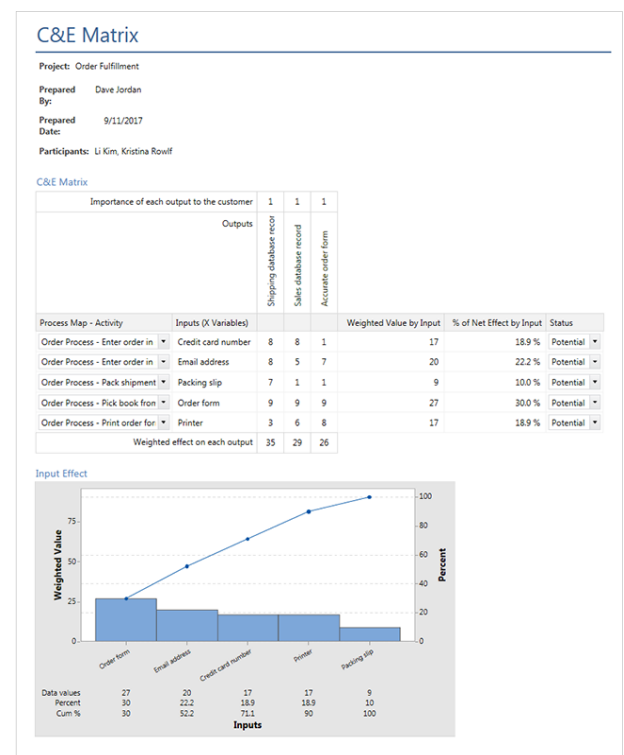 C&E Matrix
Project: Order Fulfillment
Prepared By: Dave Jordan
Prepared Date: 9/11/2017
Participants: Li Kim, Kristina Rowlf
C&E Matrix
Importance of each output to the customer 1 1 1
Outputs
Shipping database recor
Sales database record
Accurate order form
Process Map - Activity Inputs (X Variables) Weighted Value by Input % of Net Effect by Input Status
Order Process - Enter order in Credit card number 8 8 1 17 18.9 % Potential
Order Process - Enter order in Email address 8 5 7 20 22.2 % Potential
Order Process - Pack shipment Packing slip 7 1 1 9 10.0 % Potential
Order Process - Pick book from Order form 9 9 9 27 30.0 % Potential
Order Process - Print order for Printer 3 6 8 17 18.9 % Potential
Weighted effect on each output 35 29 26
Input Effect
Weighted Value
75
50
25
0
100
80
60
40
20
0
Percent
Order form Email address Credit card number Printer Packing slip
Data values 27 20 17 17 9
Percent 30 22.2 18.9 18.9 10
Cum % 30 52.2 71.1 90 100
Inputs